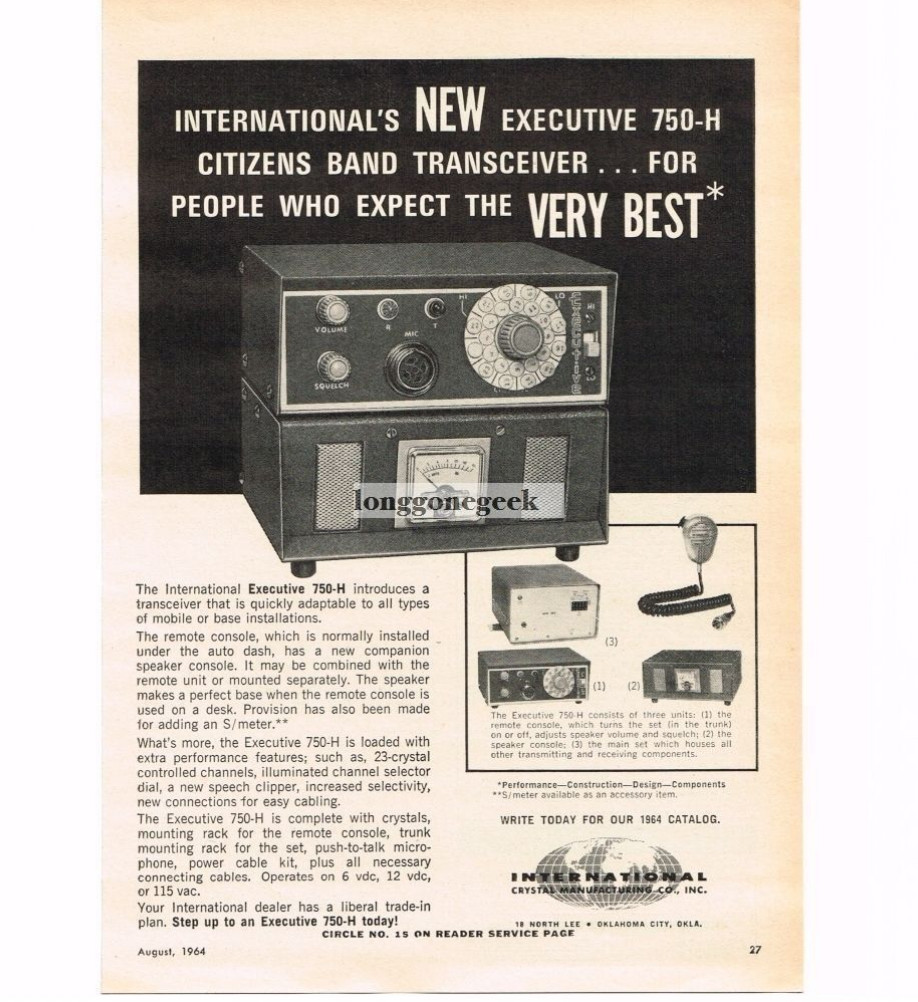 INTERNATIONAL'S NEW EXECUTIVE 750-H
CITIZENS BAND TRANSCEIVER . . . FOR
PEOPLE WHO EXPECT THE VERY BEST*
HI
LO
VOLUME
R
T
MIC
SQUELCH
longgonegeek
The International Executive 750-H introduces a
transceiver that is quickly adaptable to all types
of mobile or base installations.
The remote console, which is normally installed
under the auto dash, has a new companion
speaker console. It may be combined with the
remote unit or mounted separately. The speaker
makes a perfect base when the remote console is
used on a desk. Provision has also been made
for adding an S/meter.**
What's more, the Executive 750-H is loaded with
extra performance features; such as, 23-crystal
controlled channels, illuminated channel selector
dial, a new speech clipper, increased selectivity,
new connections for easy cabling.
The Executive 750-H is complete with crystals,
mounting rack for the remote console, trunk
mounting rack for the set, push-to-talk micro-
phone, power cable kit, plus all necessary
connecting cables. Operates on 6 vdc, 12 vdc,
or 115 vac.
Your International dealer has a liberal trade-in
plan. Step up to an Executive 750-H today!
(3)
(1)
(2)
The Executive 750-H consists of three units: (1) the
remote console, which turns the set (in the trunk)
on or off, adjusts speaker volume and squelch; (2) the
speaker console; (3) the main set which houses all
other transmitting and receiving components.
*Performance—Construction—Design—Components
**S/meter available as an accessory item.
WRITE TODAY FOR OUR 1964 CATALOG.
INTERNATIONAL
CRYSTAL MANUFACTURING CO., INC.
18 NORTH LEE • OKLAHOMA CITY, OKLA.
CIRCLE NO. 15 ON READER SERVICE PAGE
August, 1964
27